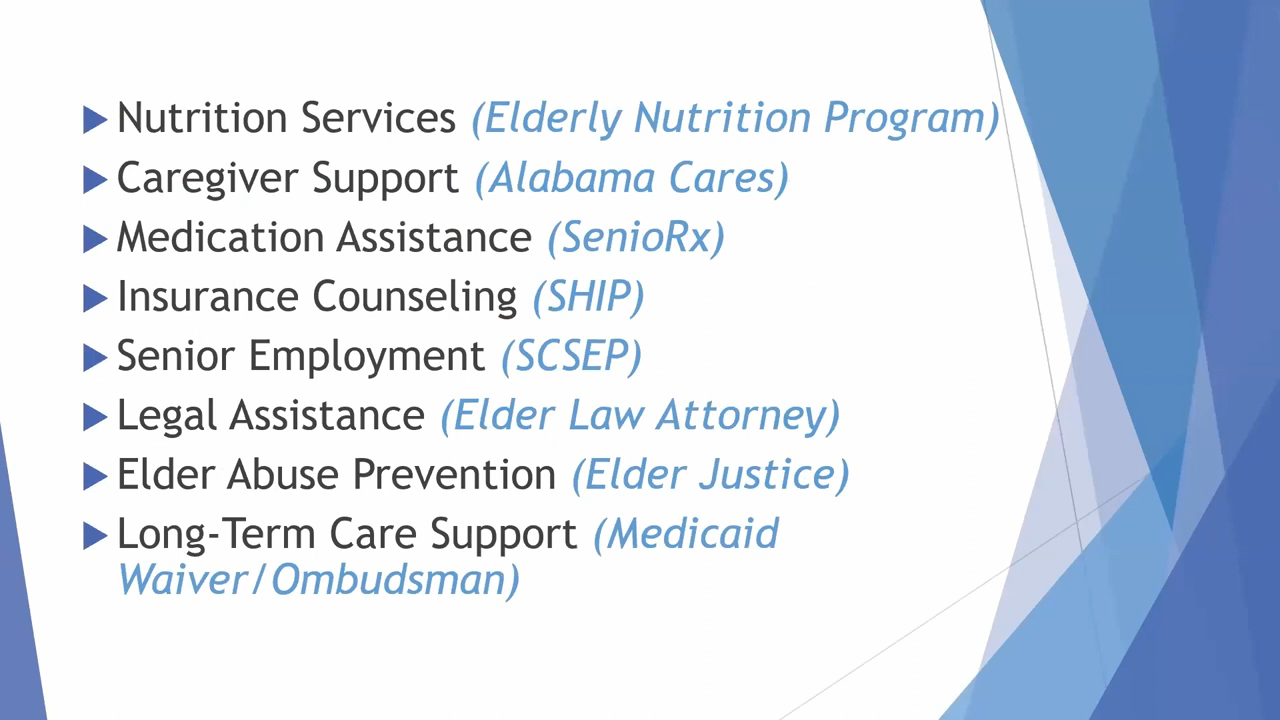 Nutrition Services (Elderly Nutrition Program)
Caregiver Support (Alabama Cares)
Medication Assistance (SenioRx)
Insurance Counseling (SHIP)
Senior Employment (SCSEP)
Legal Assistance (Elder Law Attorney)
Elder Abuse Prevention (Elder Justice)
Long-Term Care Support (Medicaid
Waiver/Ombudsman)